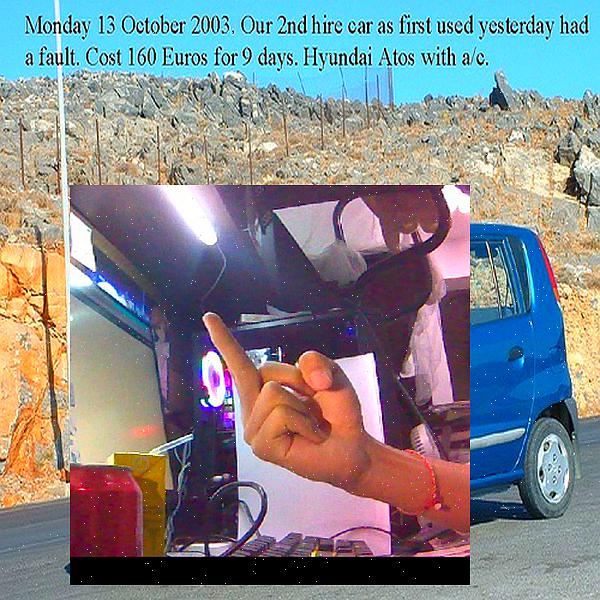 Monday 13 October 2003. Our 2nd hire car as first used yesterday had
a fault. Cost 160 Euros for 9 days. Hyundai Atos with a/c.